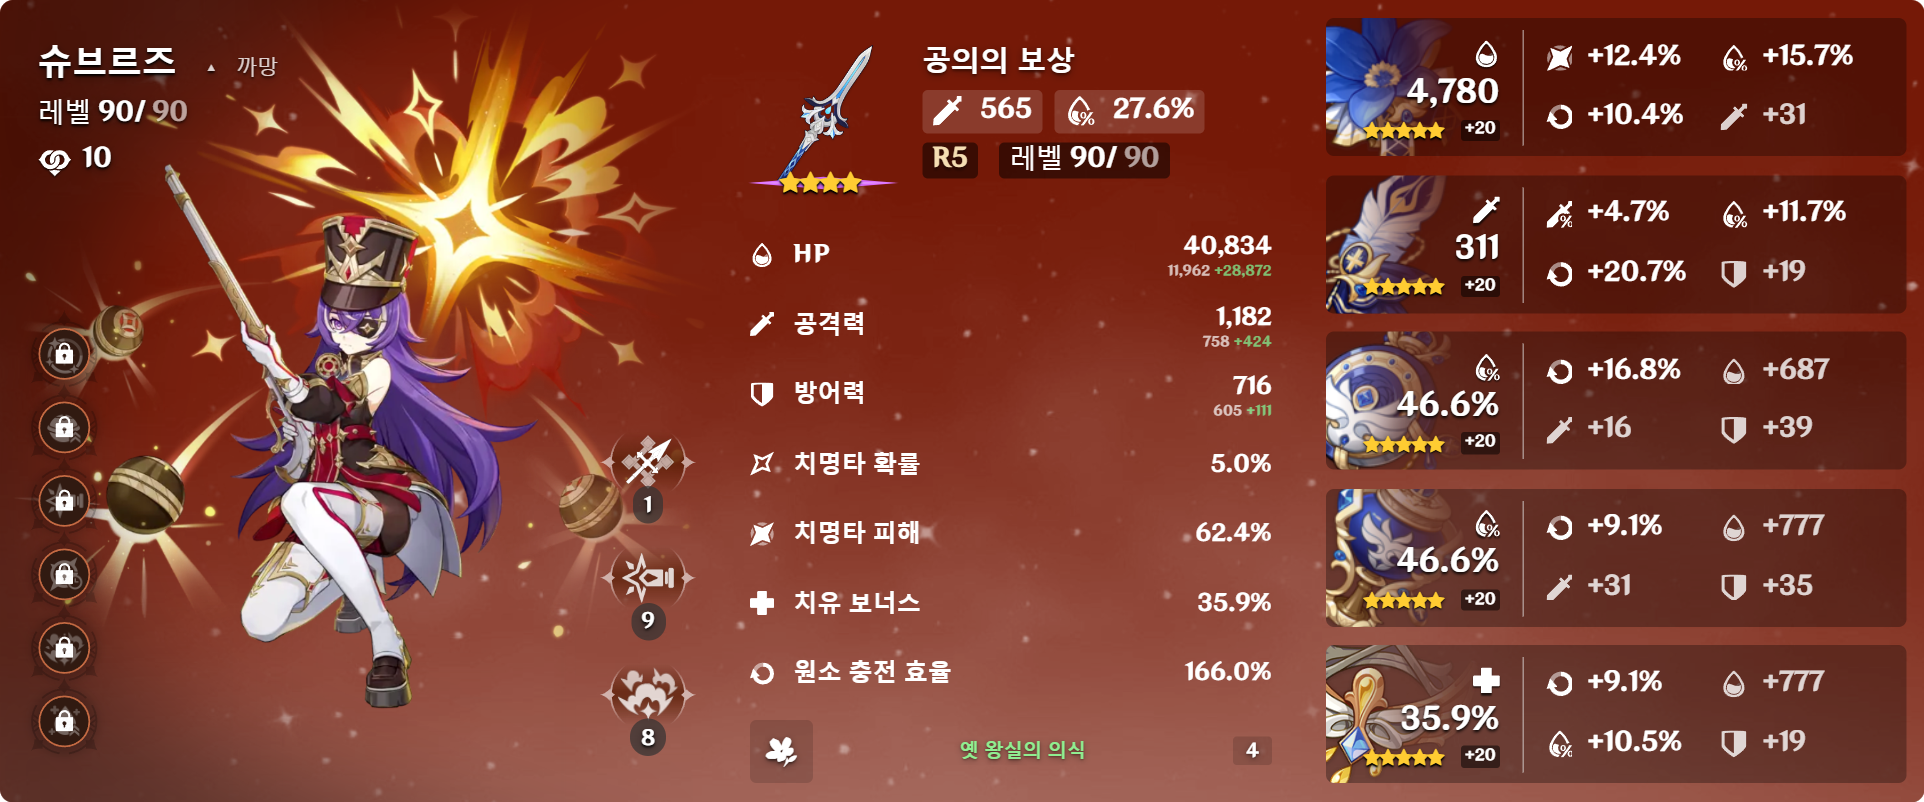 슈브르즈 ▲ 까망
레벨 90/ 90
10
1
9
8
공의의 보상
565 27.6%
R5 레벨 90/ 90
HP 40,834
11,962 +28,872
공격력 1,182
758 +424
방어력 716
605 +111
치명타 확률 5.0%
치명타 피해 62.4%
치유 보너스 35.9%
원소 충전 효율 166.0%
옛 왕실의 의식 4
4,780
+20
+12.4% +15.7%
+10.4% +31
311
+20
+4.7% +11.7%
+20.7% +19
46.6%
+20
+16.8% +687
+16 +39
46.6%
+20
+9.1% +777
+31 +35
35.9%
+20
+9.1% +777
+10.5% +19